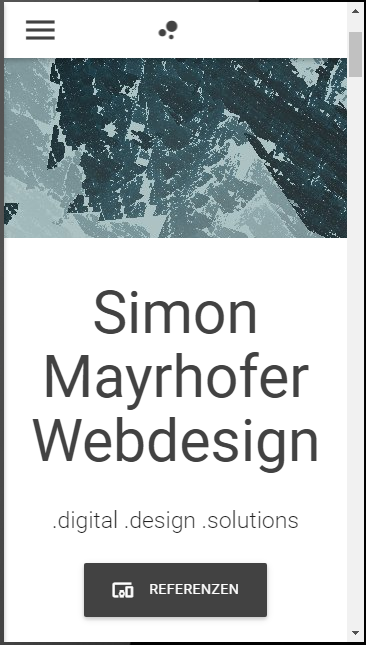 Simon
Mayrhofer
Webdesign
.digital .design .solutions
REFERENZEN